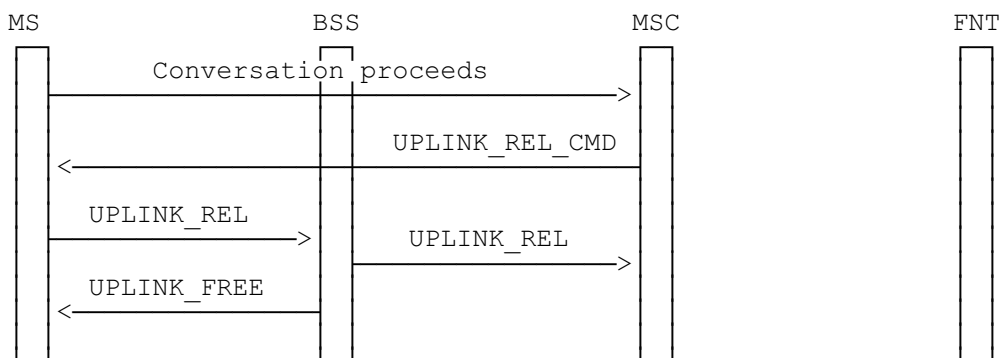 MS BSS MSC FNT
Conversation proceeds
UPLINK_REL_CMD
UPLINK_REL
UPLINK_REL
UPLINK_FREE